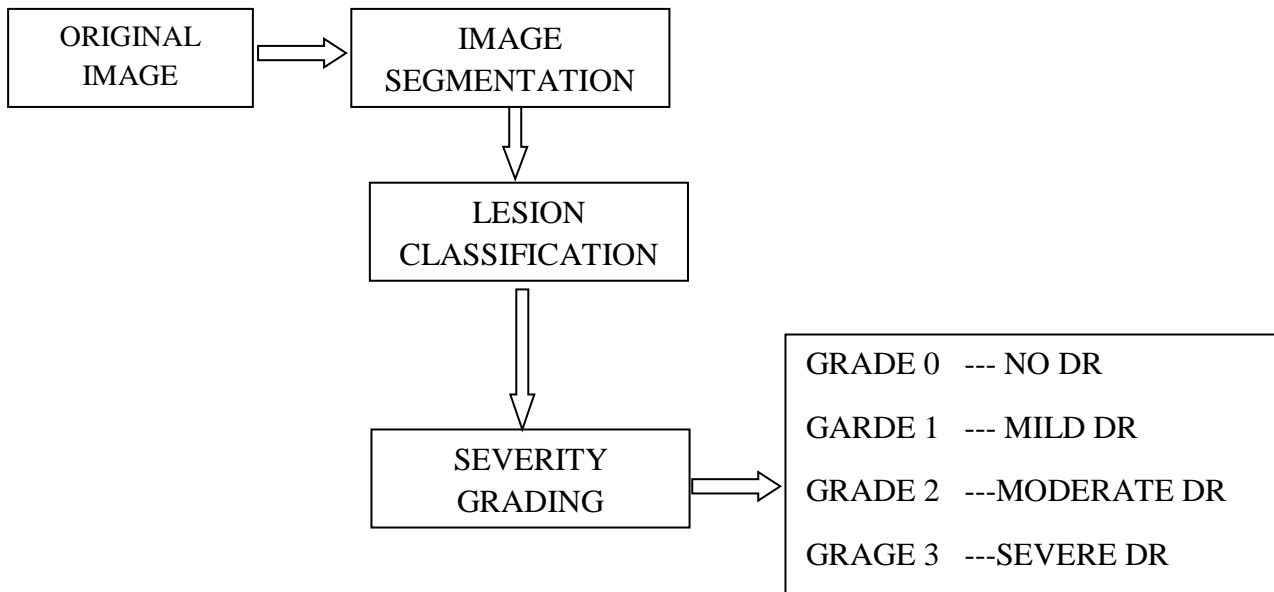 ORIGINAL
IMAGE
IMAGE
SEGMENTATION
LESION
CLASSIFICATION
SEVERITY
GRADING
GRADE 0 --- NO DR
GARDE 1 --- MILD DR
GRADE 2 ---MODERATE DR
GRAGE 3 ---SEVERE DR